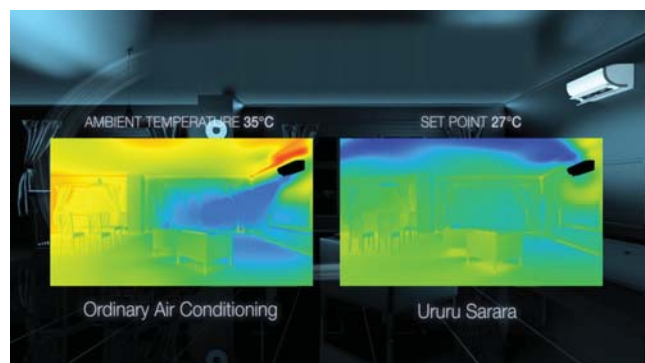 AMBIENT TEMPERATURE 35°C
SET POINT 27°C
Ordinary Air Conditioning
Ururu Sarara